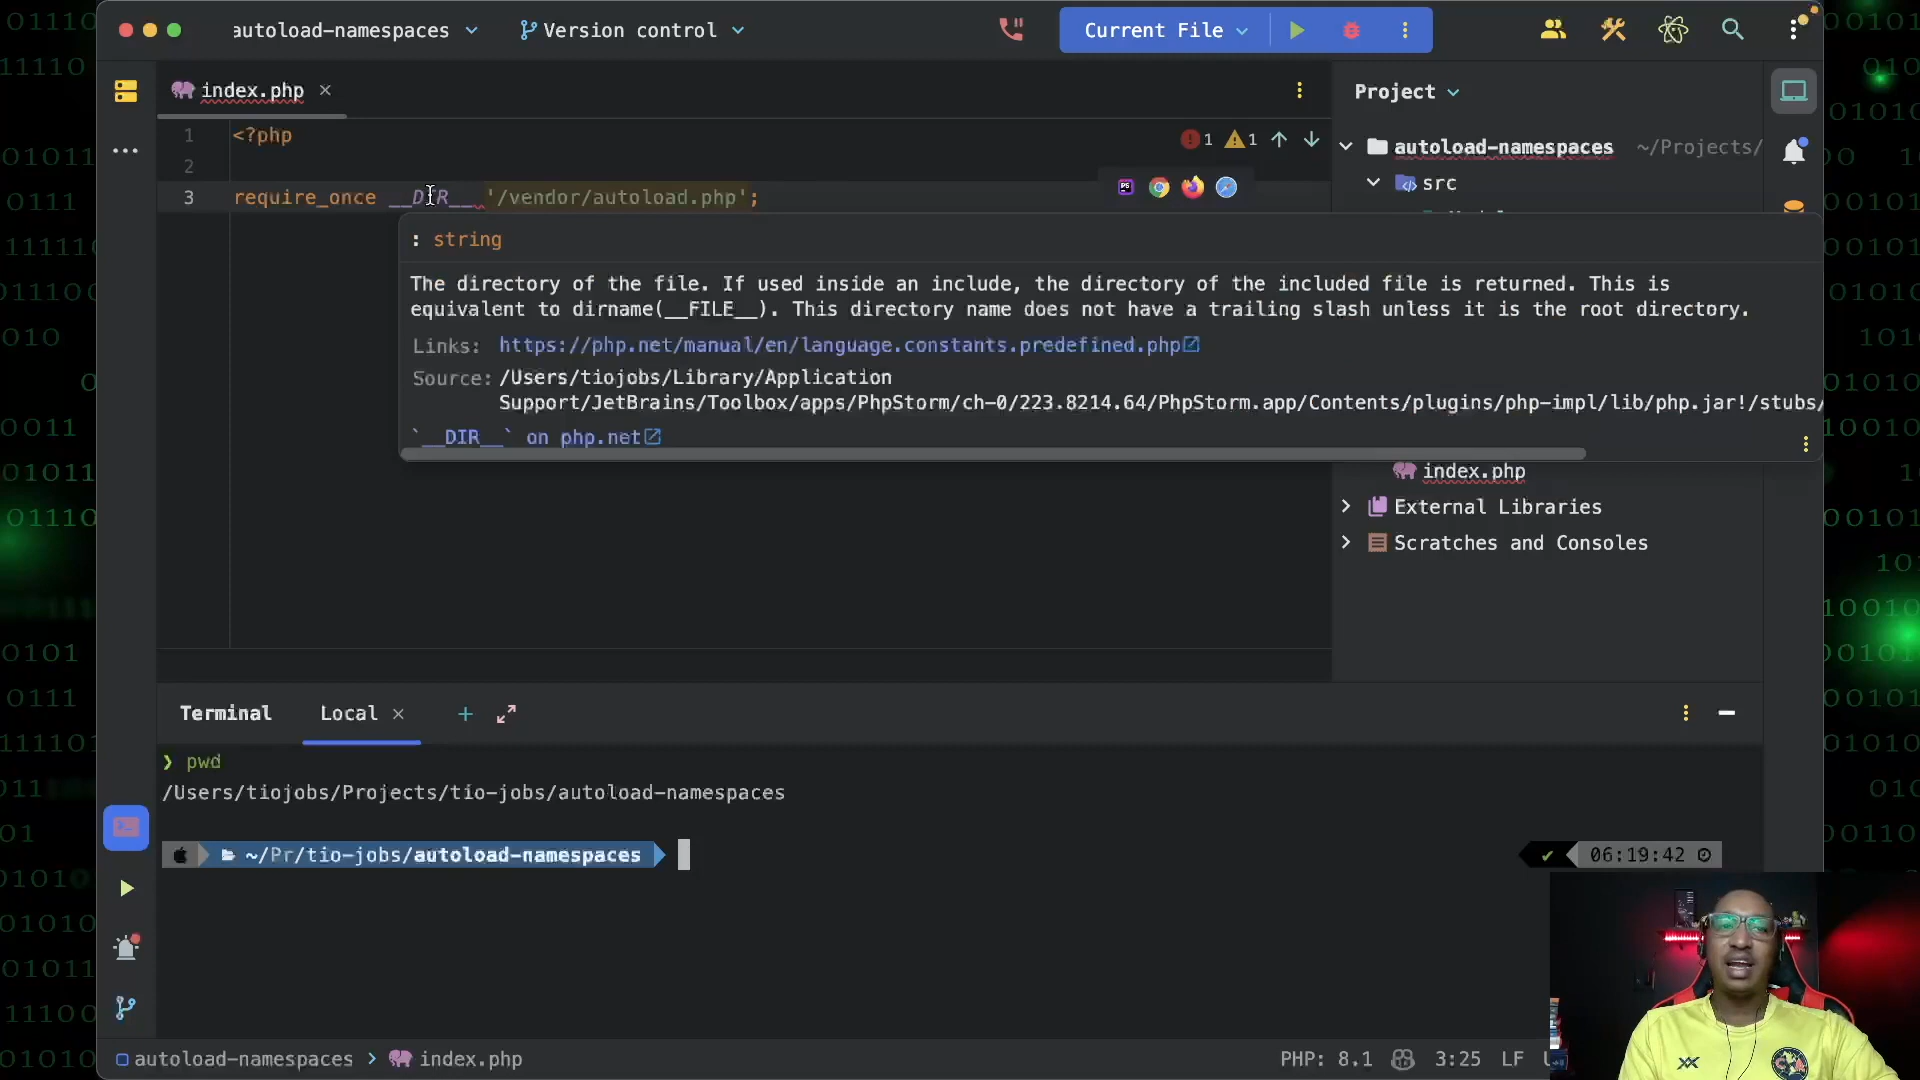 autoload-namespaces
Version control
Current File
index.php
Project
1 <?php
1 1
autoload-namespaces ~/Projects/
2
src
3 require_once __DIR__ '/vendor/autoload.php';
: string
The directory of the file. If used inside an include, the directory of the included file is returned. This is
equivalent to dirname(__FILE__). This directory name does not have a trailing slash unless it is the root directory.
Links: https://php.net/manual/en/language.constants.predefined.php
Source: /Users/tiojobs/Library/Application
Support/JetBrains/Toolbox/apps/PhpStorm/ch-0/223.8214.64/PhpStorm.app/Contents/plugins/php-impl/lib/php.jar!/stubs/
`__DIR__` on php.net
index.php
External Libraries
Scratches and Consoles
Terminal
Local
❯ pwd
/Users/tiojobs/Projects/tio-jobs/autoload-namespaces
~/Pr/tio-jobs/autoload-namespaces
06:19:42
autoload-namespaces > index.php
PHP: 8.1
3:25
LF